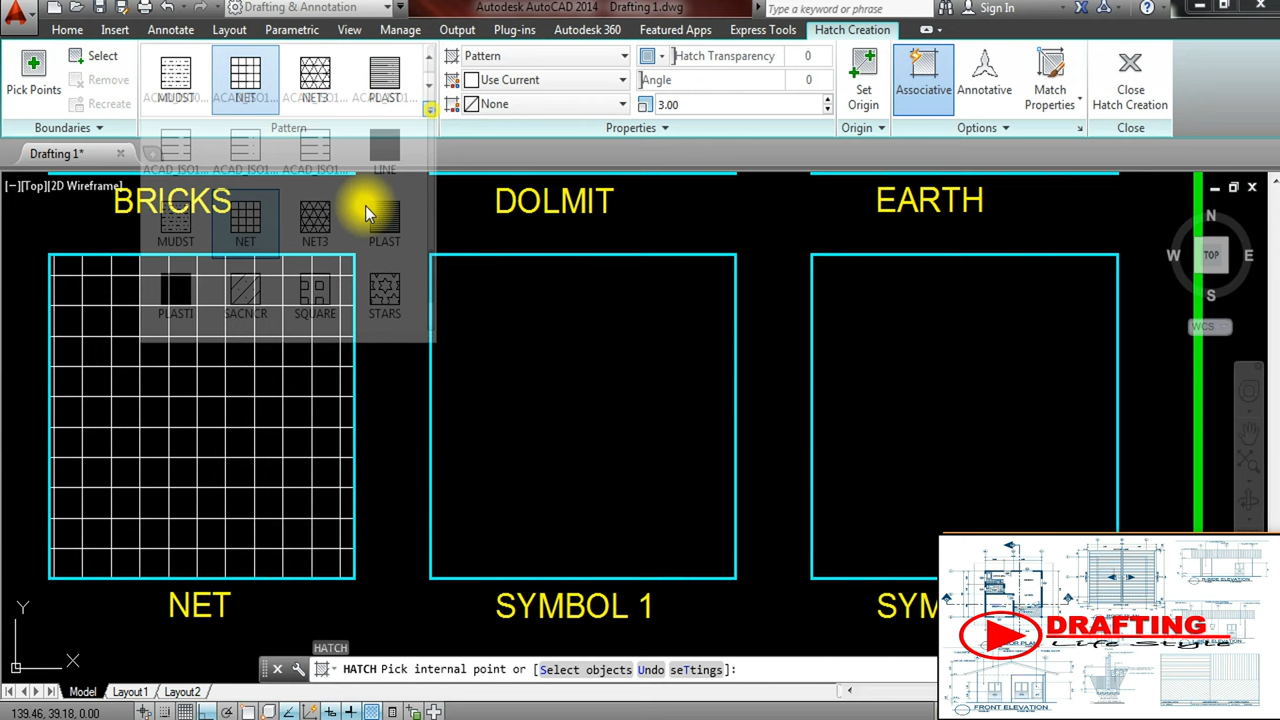 Drafting & Annotation
Autodesk AutoCAD 2014 Drafting 1.dwg
Type a keyword or phrase
Sign In
Home Insert Annotate Layout Parametric View Manage Output Plug-ins Autodesk 360 Featured Apps Express Tools Hatch Creation
Pick Points
Select
Remove
Recreate
Boundaries
MUDST NET NET3 PLAST
Pattern
Pattern
Use Current
None
Hatch Transparency 0
Angle 0
3.00
Properties
Set Origin
Origin
Associative
Annotative
Match Properties
Options
Close Hatch Creation
Close
Drafting 1*
ACAD_ISO1... ACAD_ISO1... ACAD_ISO1... LINE
MUDST NET NET3 PLAST
PLASTI SACNCR SQUARE STARS
[−][Top][2D Wireframe]
BRICKS DOLMIT EARTH
N
W TOP E
S
WCS
NET SYMBOL 1
Y
X
HATCH
HATCH Pick internal point or [Select objects Undo seTtings]:
Model Layout1 Layout2
139.46, 39.18, 0.00
DRAFTING
Life Style
FRONT ELEVATION